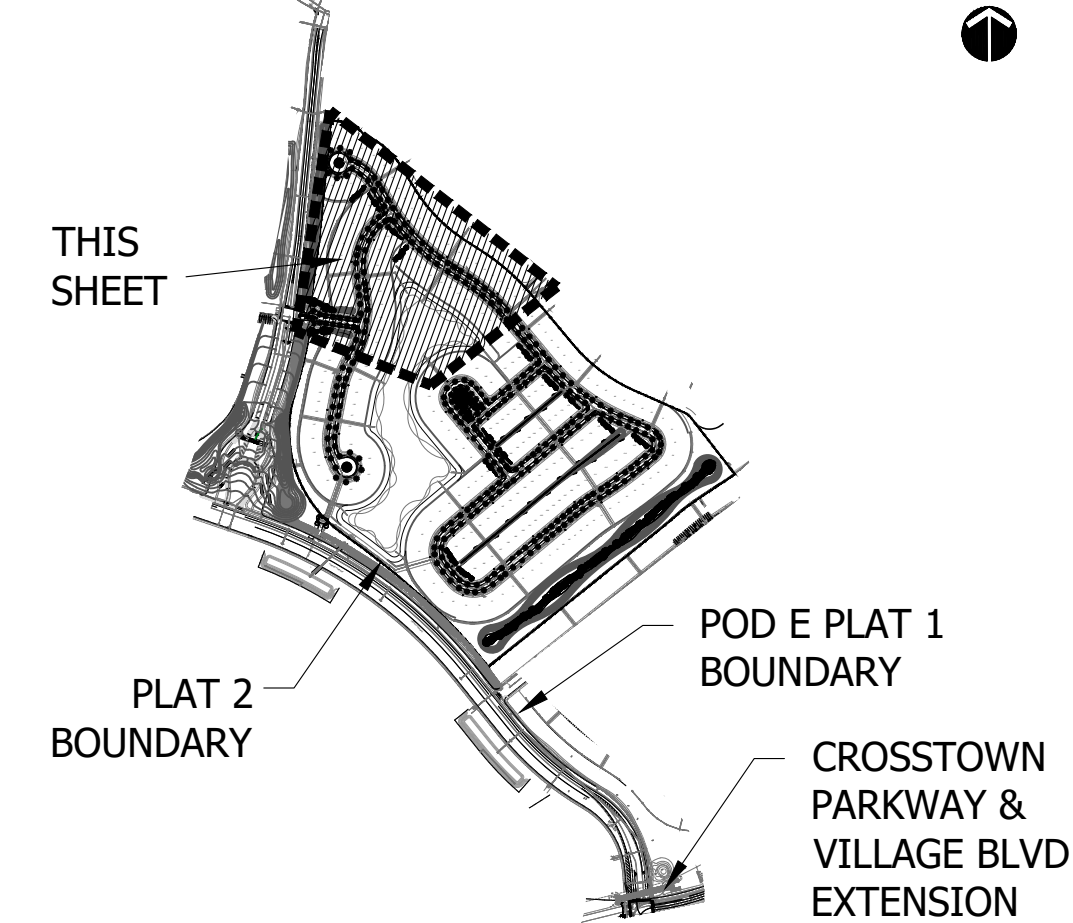 THIS
SHEET
POD E PLAT 1
BOUNDARY
PLAT 2
BOUNDARY
CROSSTOWN
PARKWAY &
VILLAGE BLVD
EXTENSION